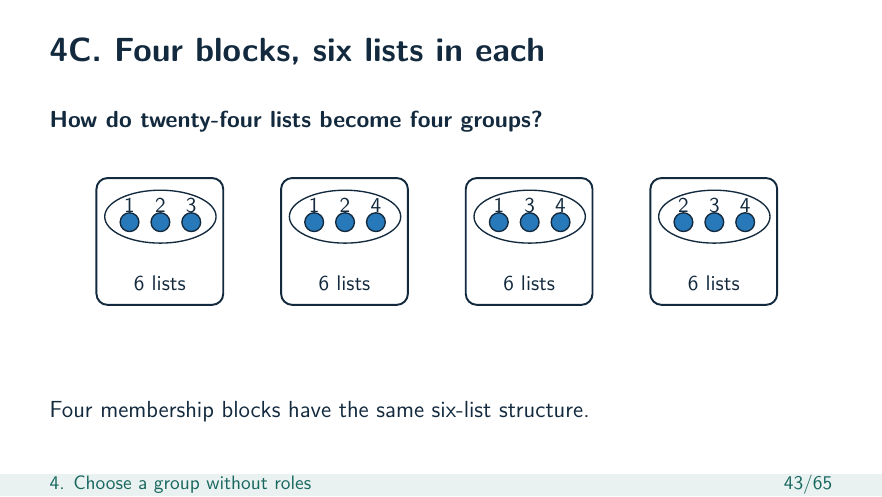 4C. Four blocks, six lists in each
How do twenty-four lists become four groups?
1 2 3
6 lists
1 2 4
6 lists
1 3 4
6 lists
2 3 4
6 lists
Four membership blocks have the same six-list structure.
4. Choose a group without roles
43/65